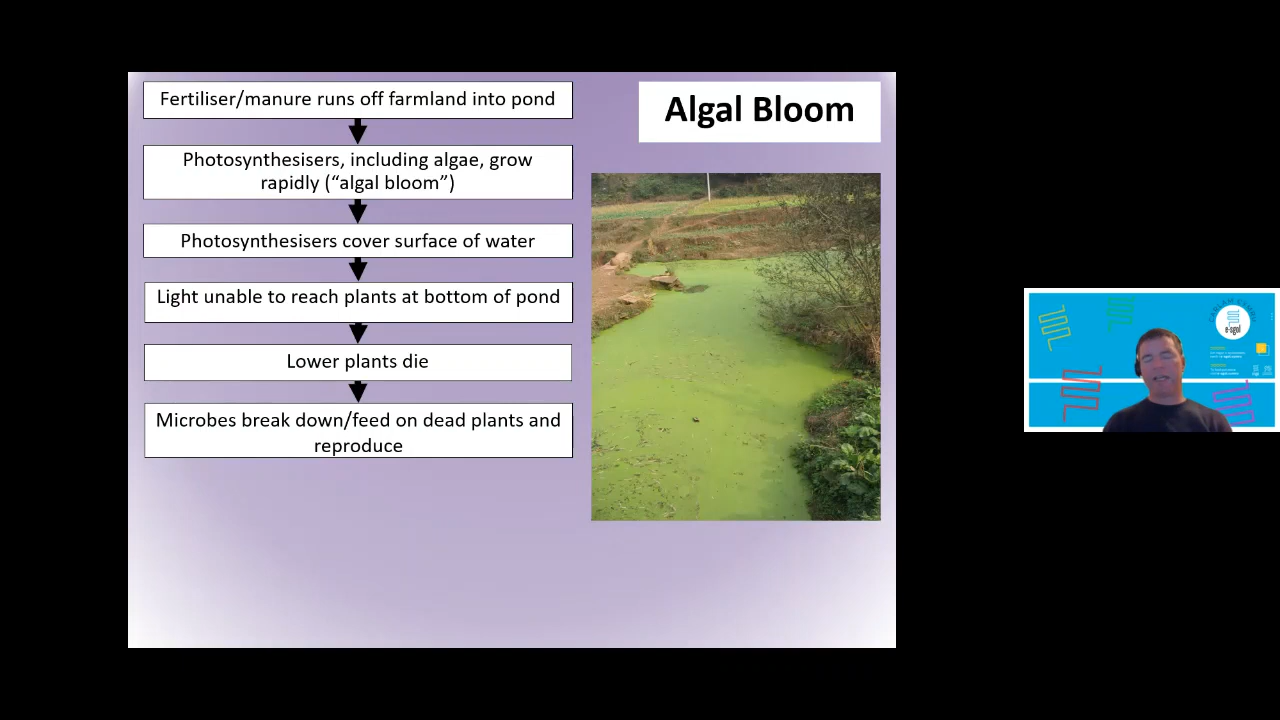 Fertiliser/manure runs off farmland into pond
Photosynthesisers, including algae, grow
rapidly (“algal bloom”)
Photosynthesisers cover surface of water
Light unable to reach plants at bottom of pond
Lower plants die
Microbes break down/feed on dead plants and
reproduce
Algal Bloom
e-sgol